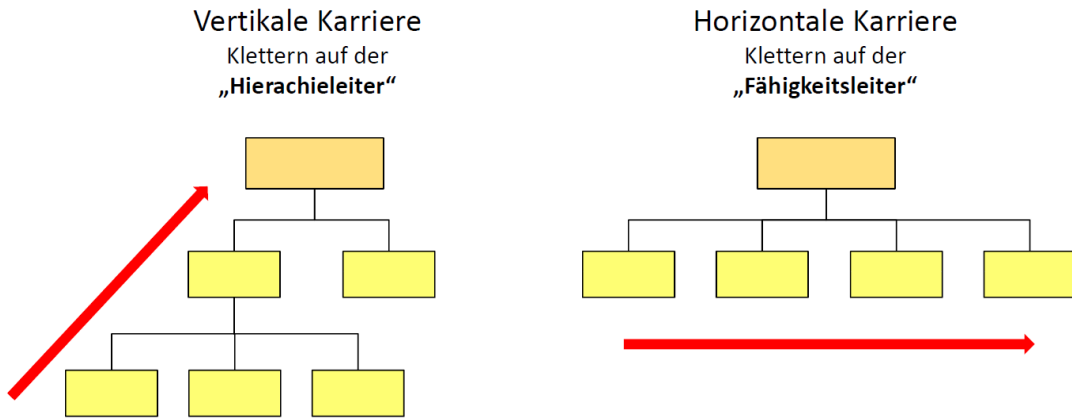 Vertikale Karriere
Klettern auf der
„Hierachieleiter“
Horizontale Karriere
Klettern auf der
„Fähigkeitsleiter“